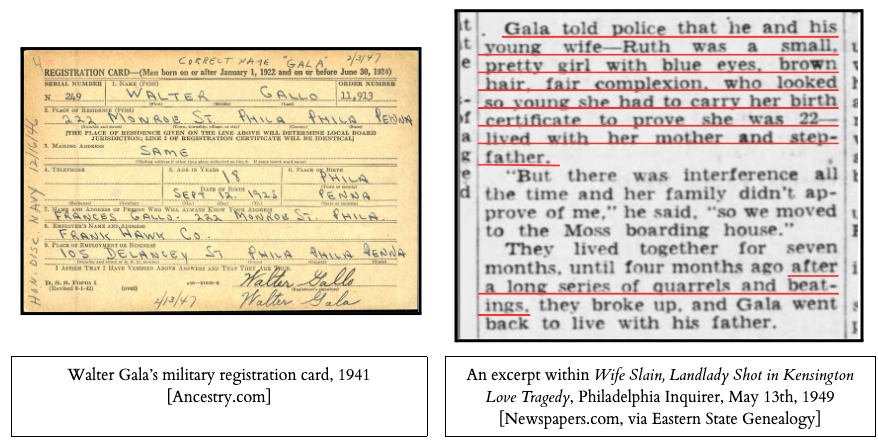 CORRECT NAME "GALA" 2/3/47
REGISTRATION CARD—(Men born on or after January 1, 1922 and on or before June 30, 1924)
SERIAL NUMBER
1. NAME (Print)
ORDER NUMBER
N 249
WALTER GALLO
11,913
2. PLACE OF RESIDENCE (Print)
222 MONROE ST. PHILA PHILA PENNA
[THE PLACE OF RESIDENCE GIVEN ON THE LINE ABOVE WILL DETERMINE LOCAL BOARD
JURISDICTION; LINE 2 OF REGISTRATION CERTIFICATE WILL BE IDENTICAL]
3. MAILING ADDRESS
SAME
4. TELEPHONE
5. AGE IN YEARS
18
6. PLACE OF BIRTH
PHILA
DATE OF BIRTH
SEPT 12, 1923
PENNA
7. NAME AND ADDRESS OF PERSON WHO WILL ALWAYS KNOW YOUR ADDRESS
FRANCES GALLO. 222 MONROE ST. PHILA.
8. EMPLOYER'S NAME AND ADDRESS
FRANK HAWK CO.
9. PLACE OF EMPLOYMENT OR BUSINESS
105 DELANCEY ST PHILA PHILA PENNA
I AFFIRM THAT I HAVE VERIFIED ABOVE ANSWERS AND THAT THEY ARE TRUE.
D. S. S. FORM 1
(Revised 6-1-42)
(over)
Walter Gallo
2/13/47
Walter Gala
HON. DISC. NAVY 12/16/46
Gala told police that he and his
young wife—Ruth was a small,
pretty girl with blue eyes, brown
hair, fair complexion, who looked
so young she had to carry her birth
certificate to prove she was 22—
lived with her mother and step-
father.
"But there was interference all
the time and her family didn't ap-
prove of me," he said, "so we moved
to the Moss boarding house."
They lived together for seven
months, until four months ago after
a long series of quarrels and beat-
ings, they broke up, and Gala went
back to live with his father.
Walter Gala's military registration card, 1941
[Ancestry.com]
An excerpt within Wife Slain, Landlady Shot in Kensington
Love Tragedy, Philadelphia Inquirer, May 13th, 1949
[Newspapers.com, via Eastern State Genealogy]